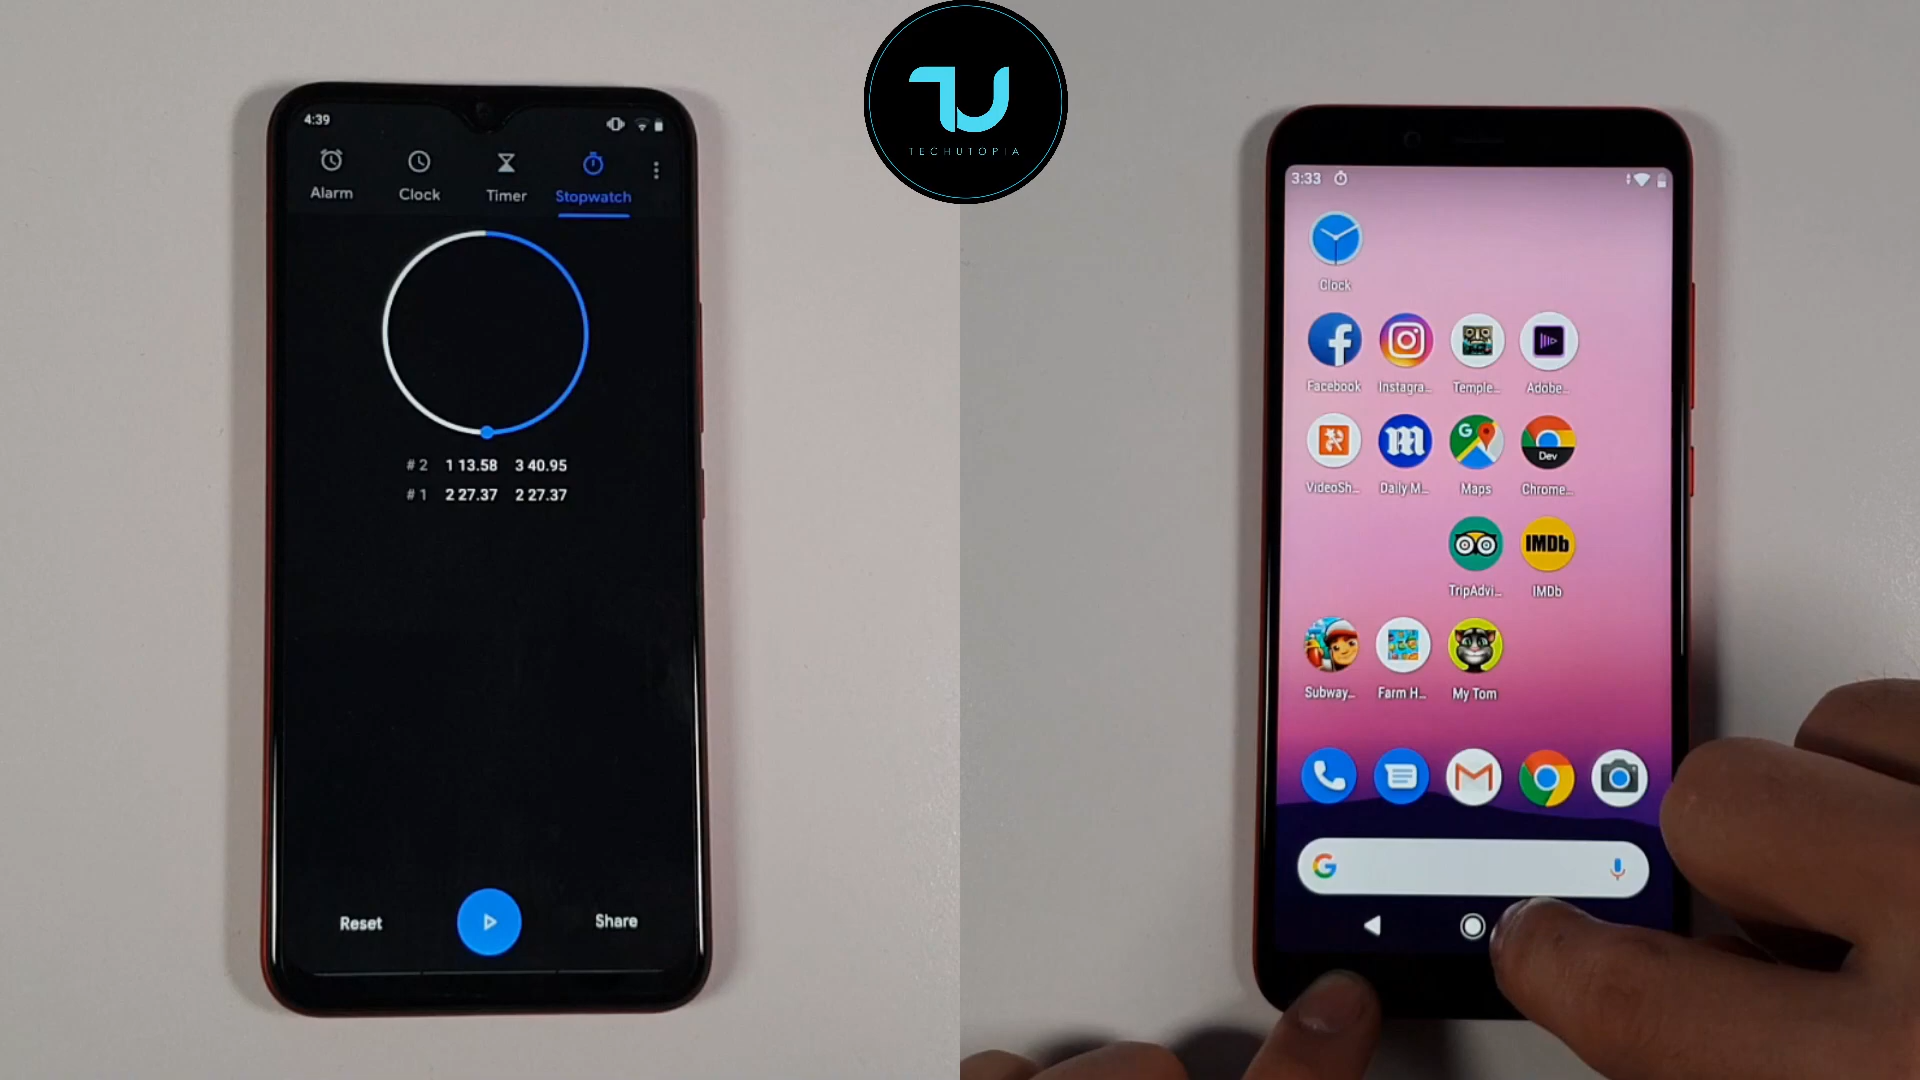 TU
TECHUTOPIA
4:39
Alarm
Clock
Timer
Stopwatch
# 2 1 13.58 3 40.95
# 1 2 27.37 2 27.37
Reset
Share
3:33
Clock
Facebook Instagra... Temple... Adobe...
VideoSh... Daily M... Maps Chrome...
Dev
TripAdvi... IMDb
IMDb
Subway... Farm H... My Tom